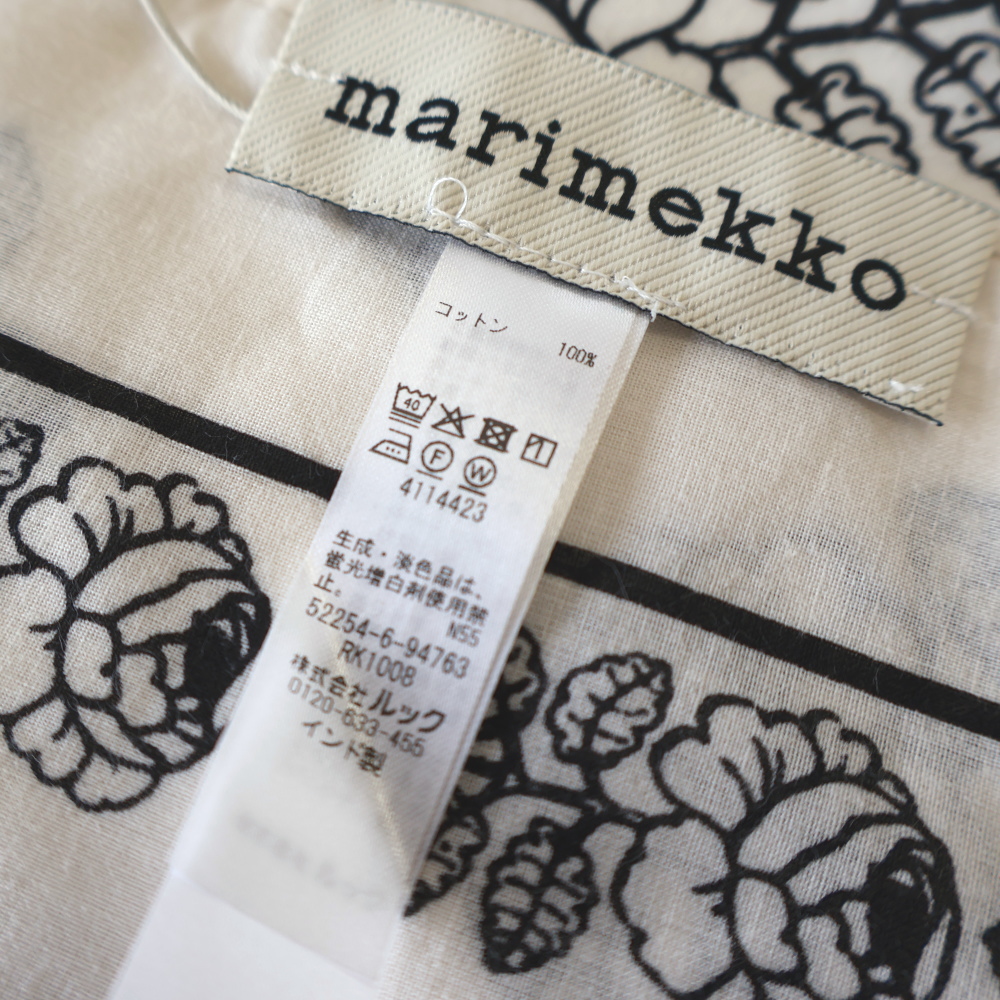 marimekko
コットン
100%
40
F W
4114423
生成・淡色品は、
蛍光増白剤使用禁
止。
N55
52254-6-94763
RK1008
株式会社ルック
0120-633-455
インド製